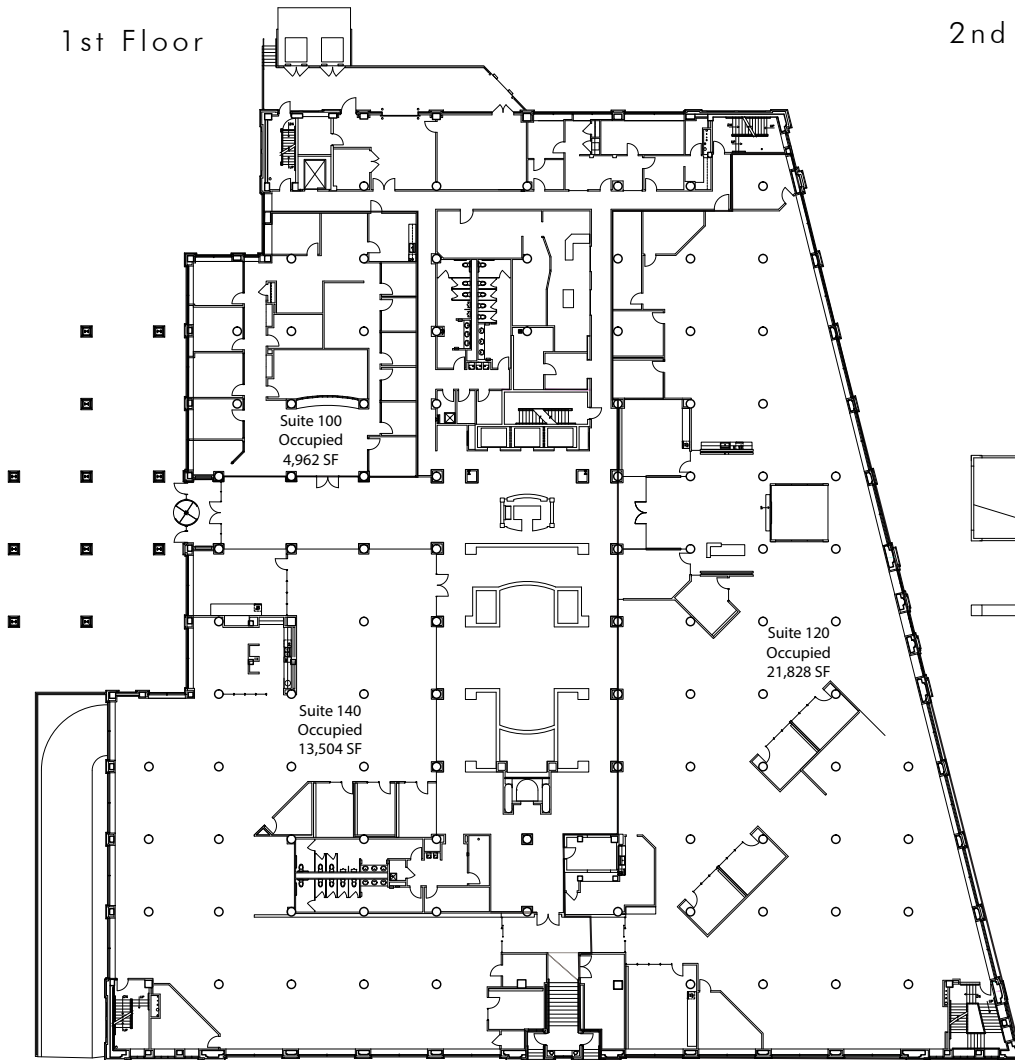 1st Floor
2nd
Suite 100
Occupied
4,962 SF
Suite 120
Occupied
21,828 SF
Suite 140
Occupied
13,504 SF